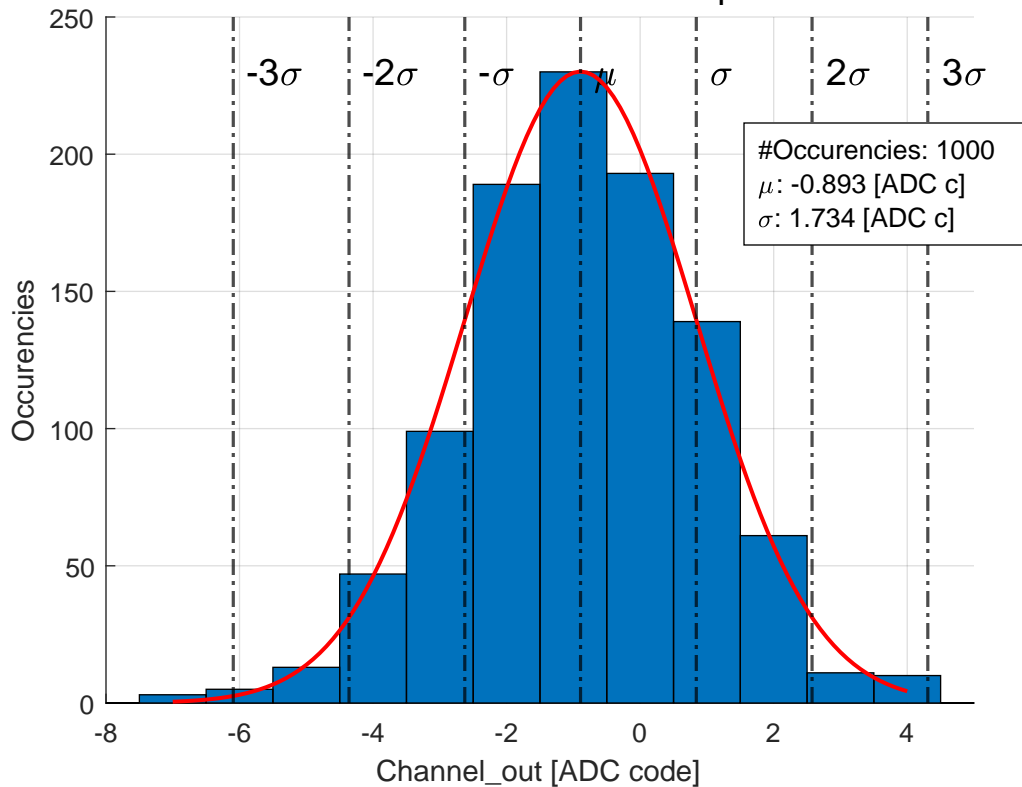 250
200
150
100
50
0
-3σ -2σ -σ μ σ 2σ 3σ
#Occurencies: 1000
μ: -0.893 [ADC c]
σ: 1.734 [ADC c]
Occurencies
-8 -6 -4 -2 0 2 4
Channel_out [ADC code]